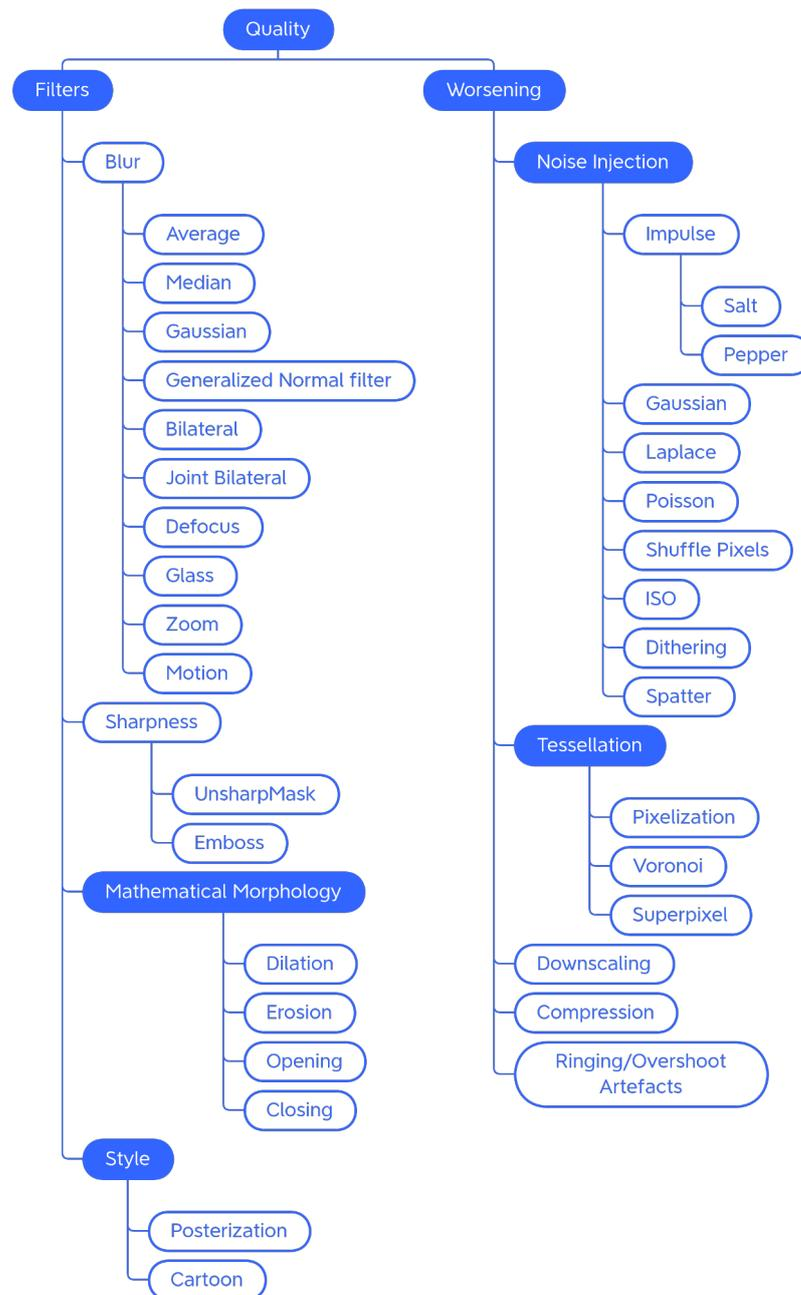 Quality
Filters
Blur
Average
Median
Gaussian
Generalized Normal filter
Bilateral
Joint Bilateral
Defocus
Glass
Zoom
Motion
Sharpness
UnsharpMask
Emboss
Mathematical Morphology
Dilation
Erosion
Opening
Closing
Style
Posterization
Cartoon
Worsening
Noise Injection
Impulse
Salt
Pepper
Gaussian
Laplace
Poisson
Shuffle Pixels
ISO
Dithering
Spatter
Tessellation
Pixelization
Voronoi
Superpixel
Downscaling
Compression
Ringing/Overshoot
Artefacts